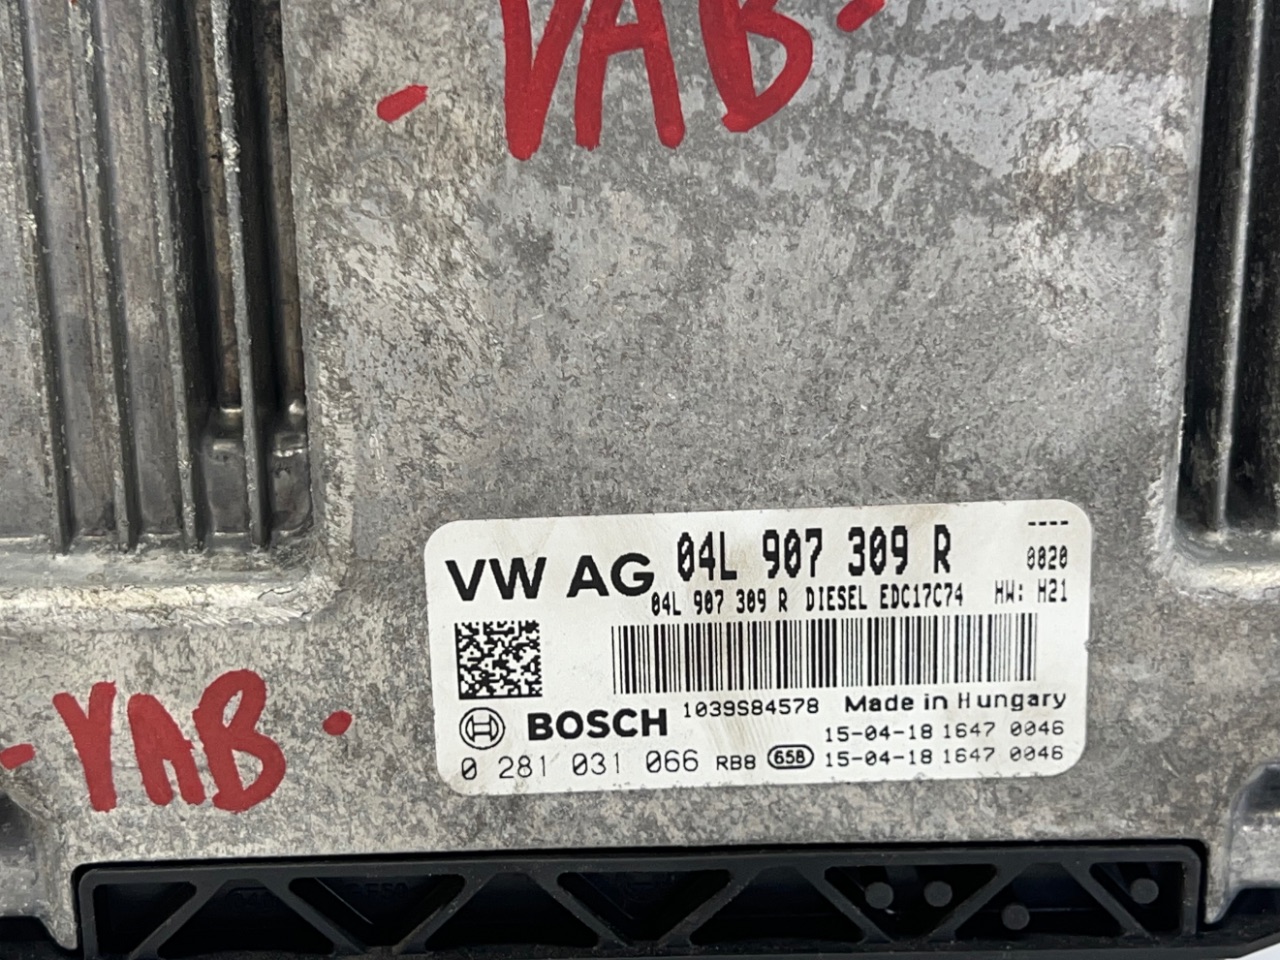 - VAB -
VW AG 04L 907 309 R ----
0020
04L 907 309 R DIESEL EDC17C74 HW: H21
BOSCH 1039S84578 Made in Hungary
15-04-18 1647 0046
0 281 031 066 RB8 658 15-04-18 1647 0046
- VAB -